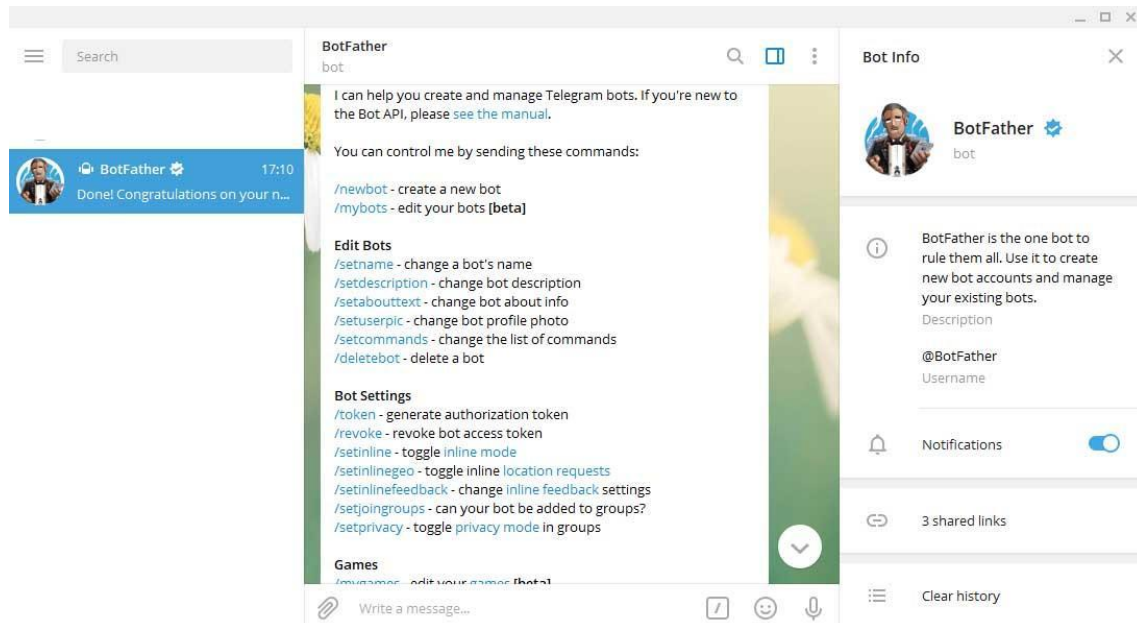 Search
BotFather
17:10
Done! Congratulations on your n...
BotFather
bot
I can help you create and manage Telegram bots. If you're new to
the Bot API, please see the manual.
You can control me by sending these commands:
/newbot - create a new bot
/mybots - edit your bots [beta]
Edit Bots
/setname - change a bot's name
/setdescription - change bot description
/setabouttext - change bot about info
/setuserpic - change bot profile photo
/setcommands - change the list of commands
/deletebot - delete a bot
Bot Settings
/token - generate authorization token
/revoke - revoke bot access token
/setinline - toggle inline mode
/setinlinegeo - toggle inline location requests
/setinlinefeedback - change inline feedback settings
/setjoingroups - can your bot be added to groups?
/setprivacy - toggle privacy mode in groups
Games
/mygames - edit your games [beta]
Write a message...
Bot Info
BotFather
bot
BotFather is the one bot to
rule them all. Use it to create
new bot accounts and manage
your existing bots.
Description
@BotFather
Username
Notifications
3 shared links
Clear history